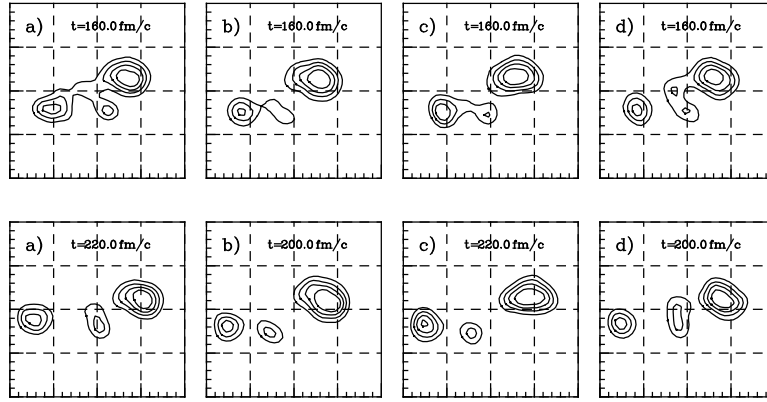 a) t=160.0 fm/c
b) t=160.0 fm/c
c) t=160.0 fm/c
d) t=160.0 fm/c
a) t=220.0 fm/c
b) t=200.0 fm/c
c) t=220.0 fm/c
d) t=200.0 fm/c